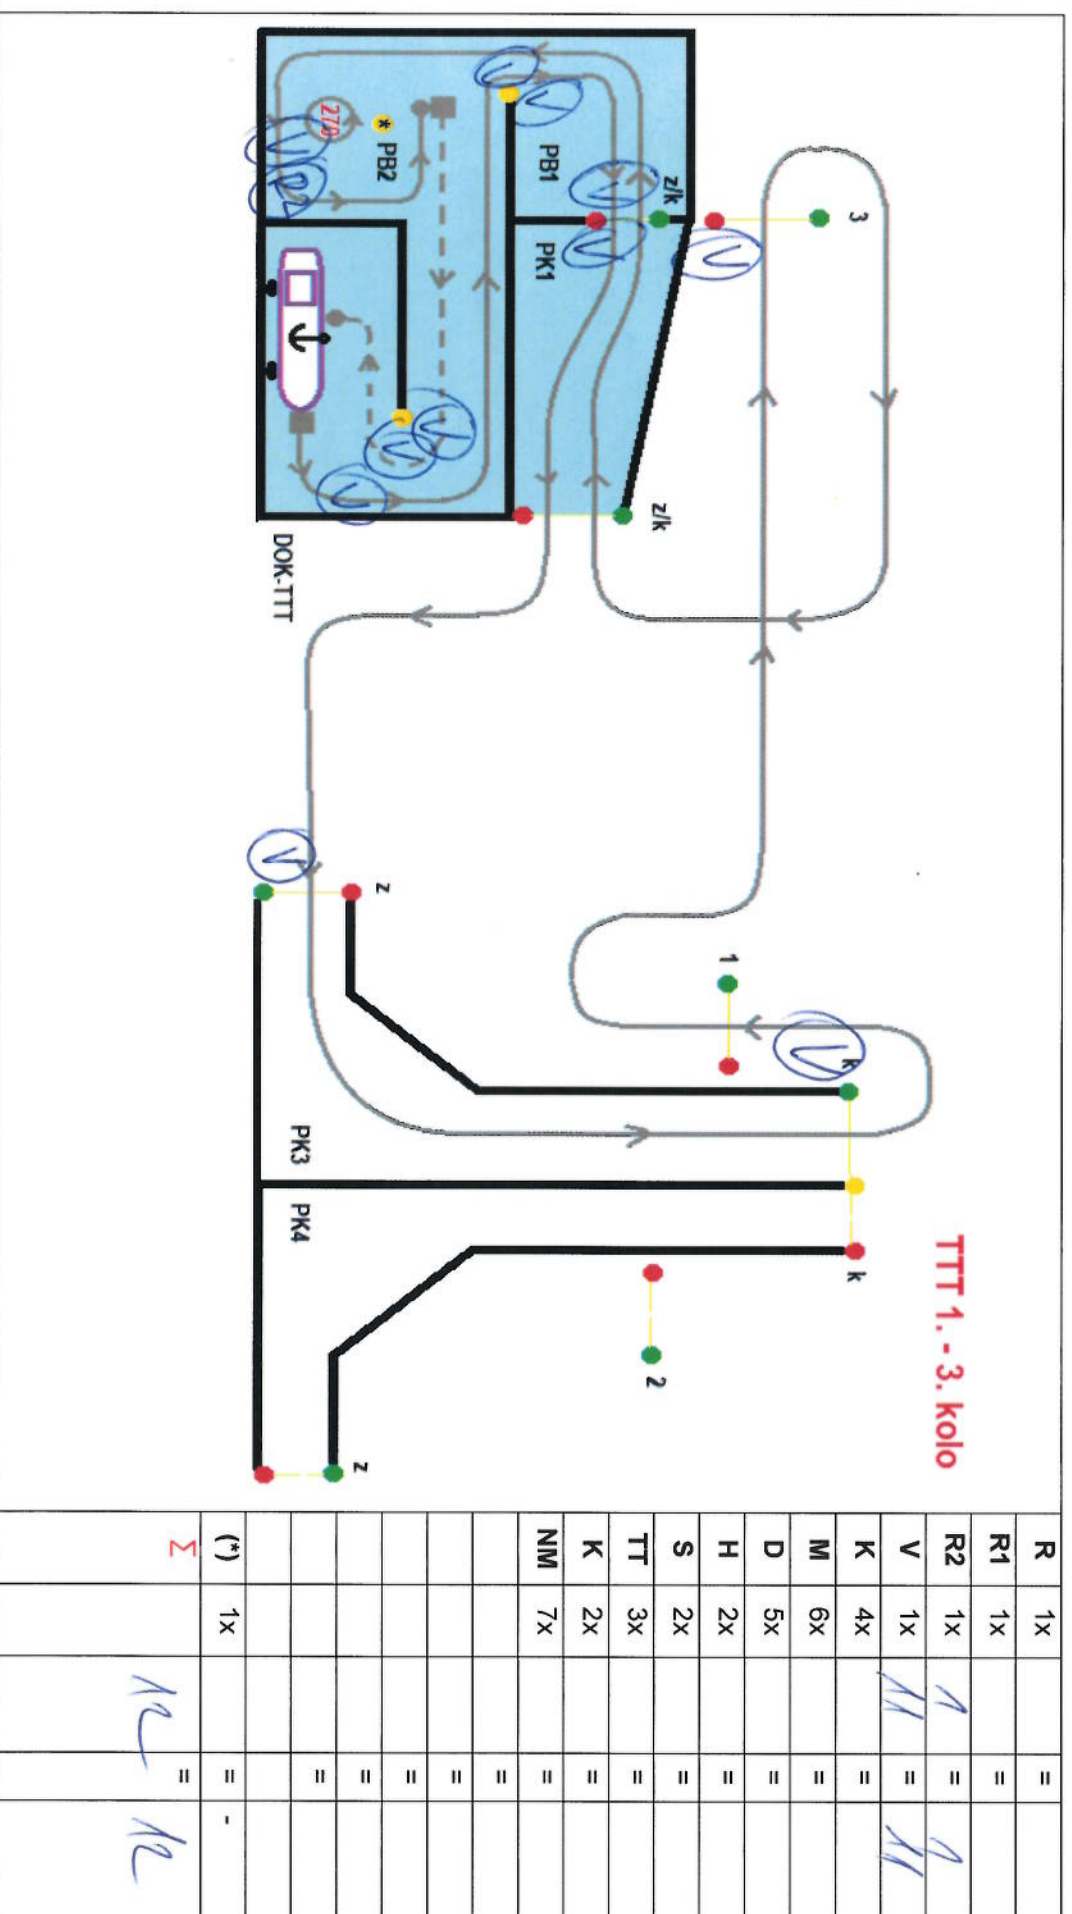 TTT 1. - 3. kolo
3
k
k
V
1
V
z/k
z/k
2
V
V
PB1
PK1
V
V
V
V
PB2
*
z
z
270
V
PK3
PK4
V
R2
V
DOK-TTT
R 1x =
R1 1x =
R2 1x 1 = 1
V 1x 11 = 11
K 4x =
M 6x =
D 5x =
H 2x =
S 2x =
TT 3x =
K 2x =
NM 7x =
=
=
=
=
=
(*) 1x = -
Σ 12 = 12